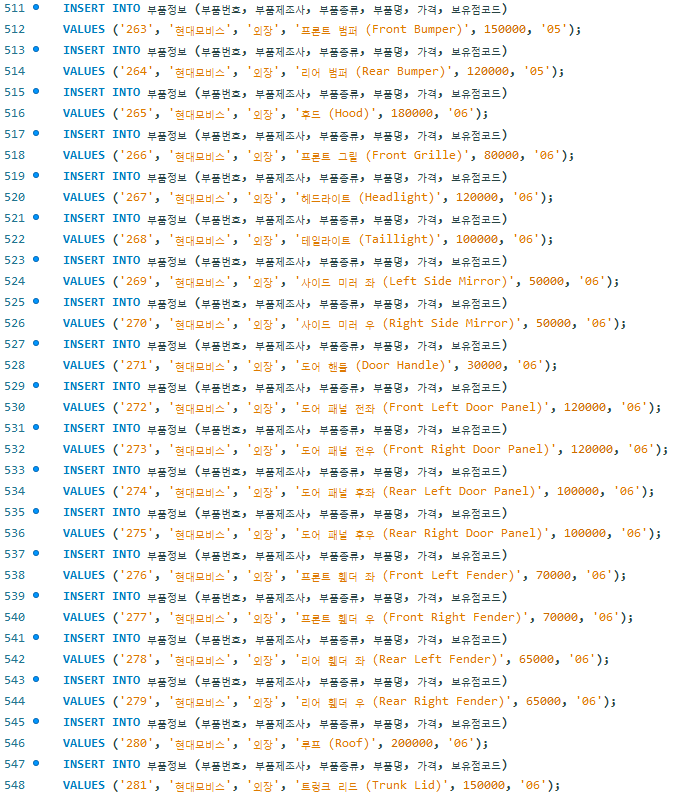 511 INSERT INTO 부품정보 (부품번호, 부품제조사, 부품종류, 부품명, 가격, 보유점코드)
512 VALUES ('263', '현대모비스', '외장', '프론트 범퍼 (Front Bumper)', 150000, '05');
513 INSERT INTO 부품정보 (부품번호, 부품제조사, 부품종류, 부품명, 가격, 보유점코드)
514 VALUES ('264', '현대모비스', '외장', '리어 범퍼 (Rear Bumper)', 120000, '05');
515 INSERT INTO 부품정보 (부품번호, 부품제조사, 부품종류, 부품명, 가격, 보유점코드)
516 VALUES ('265', '현대모비스', '외장', '후드 (Hood)', 180000, '06');
517 INSERT INTO 부품정보 (부품번호, 부품제조사, 부품종류, 부품명, 가격, 보유점코드)
518 VALUES ('266', '현대모비스', '외장', '프론트 그릴 (Front Grille)', 80000, '06');
519 INSERT INTO 부품정보 (부품번호, 부품제조사, 부품종류, 부품명, 가격, 보유점코드)
520 VALUES ('267', '현대모비스', '외장', '헤드라이트 (Headlight)', 120000, '06');
521 INSERT INTO 부품정보 (부품번호, 부품제조사, 부품종류, 부품명, 가격, 보유점코드)
522 VALUES ('268', '현대모비스', '외장', '테일라이트 (Taillight)', 100000, '06');
523 INSERT INTO 부품정보 (부품번호, 부품제조사, 부품종류, 부품명, 가격, 보유점코드)
524 VALUES ('269', '현대모비스', '외장', '사이드 미러 좌 (Left Side Mirror)', 50000, '06');
525 INSERT INTO 부품정보 (부품번호, 부품제조사, 부품종류, 부품명, 가격, 보유점코드)
526 VALUES ('270', '현대모비스', '외장', '사이드 미러 우 (Right Side Mirror)', 50000, '06');
527 INSERT INTO 부품정보 (부품번호, 부품제조사, 부품종류, 부품명, 가격, 보유점코드)
528 VALUES ('271', '현대모비스', '외장', '도어 핸들 (Door Handle)', 30000, '06');
529 INSERT INTO 부품정보 (부품번호, 부품제조사, 부품종류, 부품명, 가격, 보유점코드)
530 VALUES ('272', '현대모비스', '외장', '도어 패널 전좌 (Front Left Door Panel)', 120000, '06');
531 INSERT INTO 부품정보 (부품번호, 부품제조사, 부품종류, 부품명, 가격, 보유점코드)
532 VALUES ('273', '현대모비스', '외장', '도어 패널 전우 (Front Right Door Panel)', 120000, '06');
533 INSERT INTO 부품정보 (부품번호, 부품제조사, 부품종류, 부품명, 가격, 보유점코드)
534 VALUES ('274', '현대모비스', '외장', '도어 패널 후좌 (Rear Left Door Panel)', 100000, '06');
535 INSERT INTO 부품정보 (부품번호, 부품제조사, 부품종류, 부품명, 가격, 보유점코드)
536 VALUES ('275', '현대모비스', '외장', '도어 패널 후우 (Rear Right Door Panel)', 100000, '06');
537 INSERT INTO 부품정보 (부품번호, 부품제조사, 부품종류, 부품명, 가격, 보유점코드)
538 VALUES ('276', '현대모비스', '외장', '프론트 휀더 좌 (Front Left Fender)', 70000, '06');
539 INSERT INTO 부품정보 (부품번호, 부품제조사, 부품종류, 부품명, 가격, 보유점코드)
540 VALUES ('277', '현대모비스', '외장', '프론트 휀더 우 (Front Right Fender)', 70000, '06');
541 INSERT INTO 부품정보 (부품번호, 부품제조사, 부품종류, 부품명, 가격, 보유점코드)
542 VALUES ('278', '현대모비스', '외장', '리어 휀더 좌 (Rear Left Fender)', 65000, '06');
543 INSERT INTO 부품정보 (부품번호, 부품제조사, 부품종류, 부품명, 가격, 보유점코드)
544 VALUES ('279', '현대모비스', '외장', '리어 휀더 우 (Rear Right Fender)', 65000, '06');
545 INSERT INTO 부품정보 (부품번호, 부품제조사, 부품종류, 부품명, 가격, 보유점코드)
546 VALUES ('280', '현대모비스', '외장', '루프 (Roof)', 200000, '06');
547 INSERT INTO 부품정보 (부품번호, 부품제조사, 부품종류, 부품명, 가격, 보유점코드)
548 VALUES ('281', '현대모비스', '외장', '트렁크 리드 (Trunk Lid)', 150000, '06');